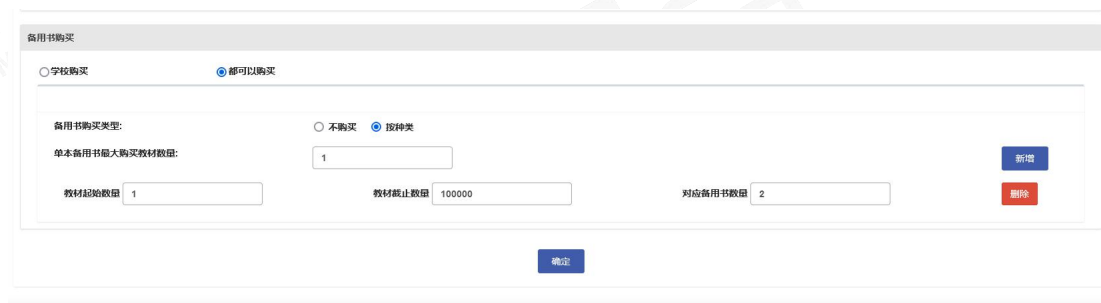 备用书购买
学校购买 都可以购买
备用书购买类型: 不购买 按种类
单本备用书最大购买教材数量: 1 新增
教材起始数量 1 教材截止数量 100000 对应备用书数量 2 删除
确定